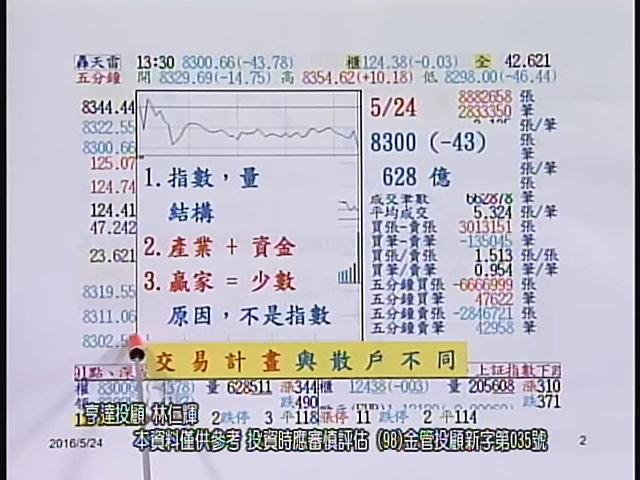 轟天雷 13:30 8300.66(-43.78) 櫃124.38(-0.03) 全 42.621
五分鐘 開 8329.69(-14.75) 高 8354.62(+10.18) 低 8298.00(-46.44)
8344.44
8322.55
8300.66
125.07
124.74
124.41
47.242
23.621
8319.55
8311.06
1. 指數，量
結構
2. 產業 + 資金
3. 贏家 = 少數
原因，不是指數
5/24
8300 (-43)
628 億
8882658 張
2833350 筆
張/筆
張
筆
張/筆
張
成交筆數 662878 筆
平均成交 5.324 張/筆
買張-賣張 3013151 張
買筆-賣筆 -135045 筆
買張/賣張 1.513 張/張
買筆/賣筆 0.954 筆/筆
五分鐘買張 -6666999 張
五分鐘買筆 47622 筆
五分鐘賣張 -2846721 張
五分鐘賣筆 42958 筆
交易計畫與散戶不同
上証指數下跌
量 628511 漲344 櫃 12438(-003) 量 205608 漲310
跌490 跌371
跌停 2 平118 漲停 11 跌停 2 平114
亨達投顧 林仁輝
2016/5/24 本資料僅供參考 投資時應審慎評估 (98)金管投顧新字第035號 2